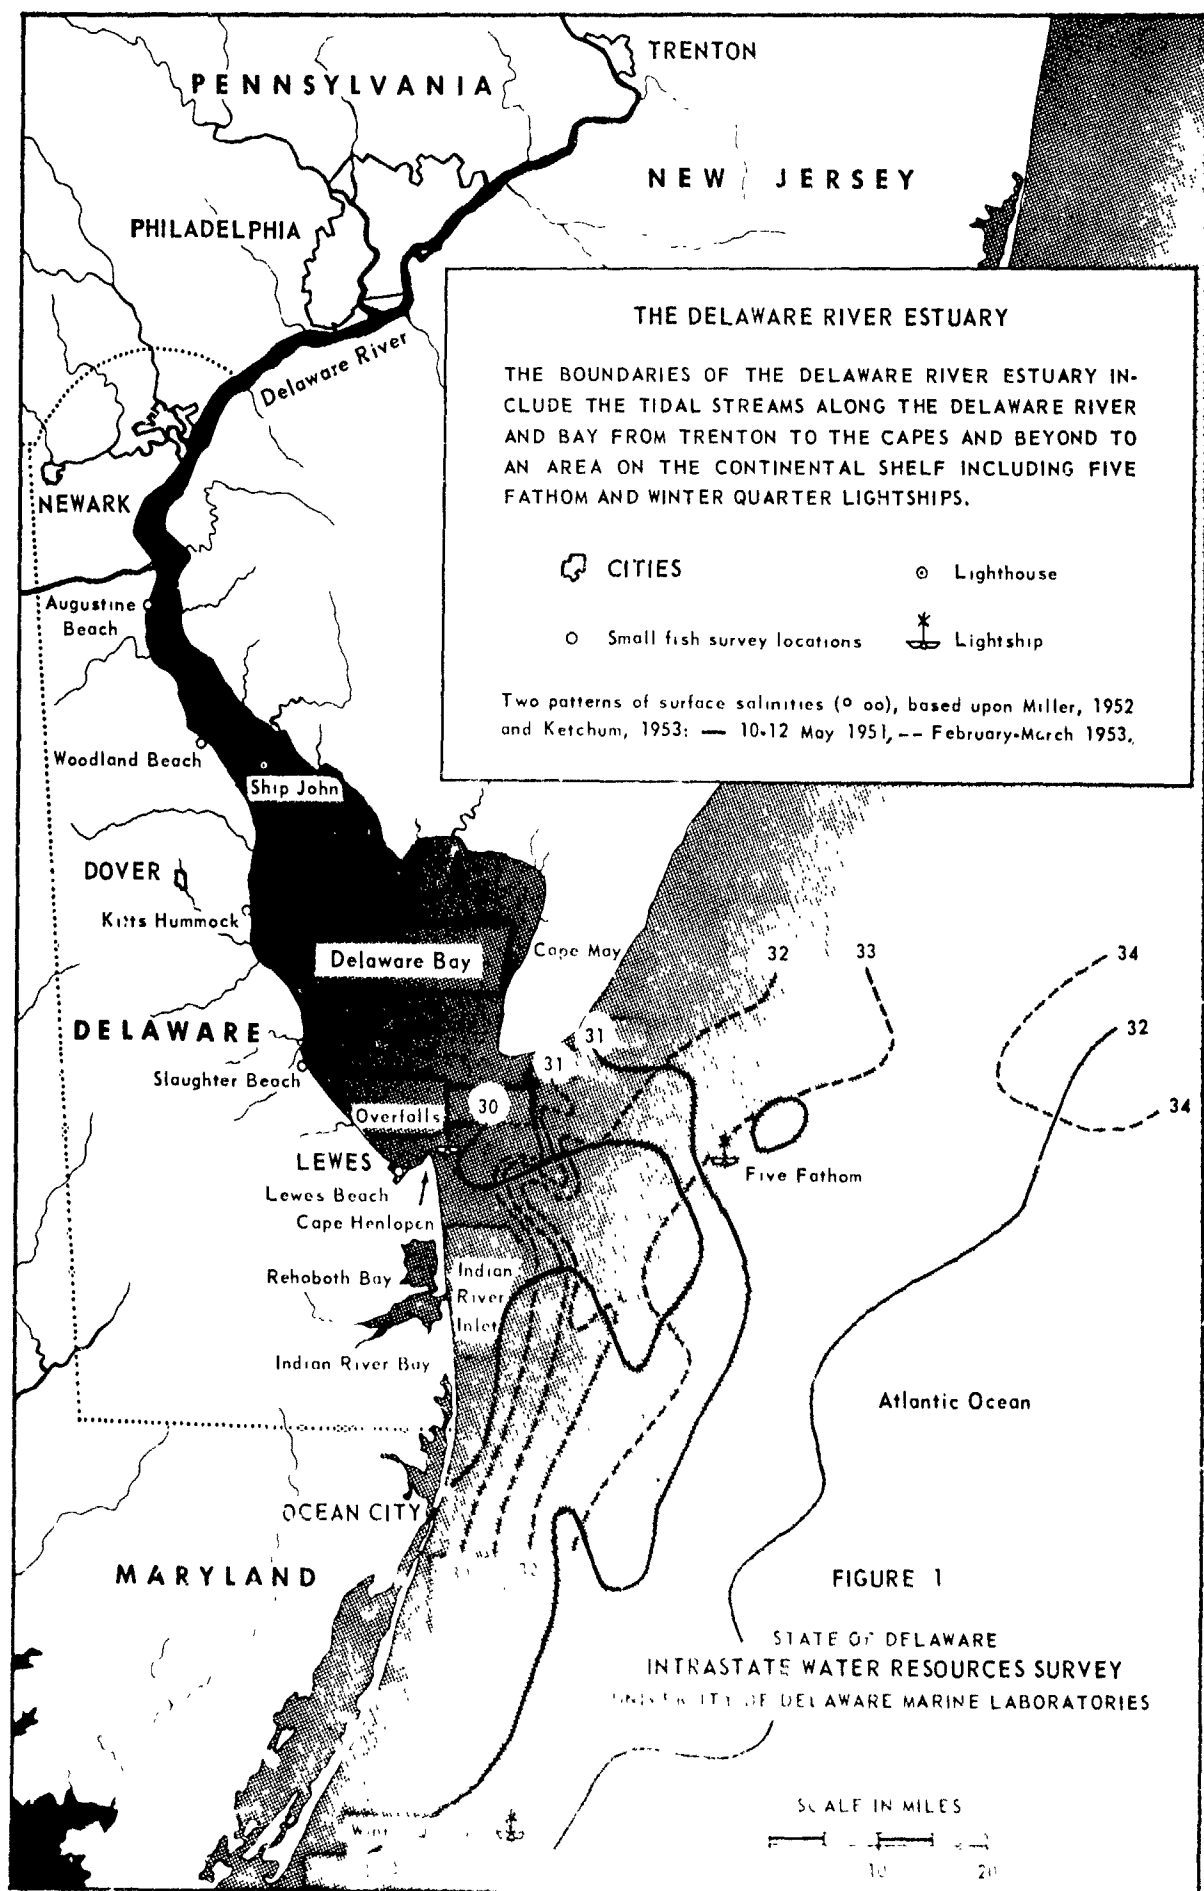 TRENTON
PENNSYLVANIA
NEW JERSEY
PHILADELPHIA
Delaware River
THE DELAWARE RIVER ESTUARY
THE BOUNDARIES OF THE DELAWARE RIVER ESTUARY IN-
CLUDE THE TIDAL STREAMS ALONG THE DELAWARE RIVER
AND BAY FROM TRENTON TO THE CAPES AND BEYOND TO
AN AREA ON THE CONTINENTAL SHELF INCLUDING FIVE
FATHOM AND WINTER QUARTER LIGHTSHIPS.
CITIES
Lighthouse
Small fish survey locations
Lightship
Two patterns of surface salinities (o oo), based upon Miller, 1952
and Ketchum, 1953: — 10-12 May 1951, -- February-March 1953.
NEWARK
Augustine
Beach
Woodland Beach
Ship John
DOVER
Kitts Hummock
Delaware Bay
Cape May
32
33
34
DELAWARE
31
32
Slaughter Beach
31
30
34
Overfalls
LEWES
Five Fathom
Lewes Beach
Cape Henlopen
Rehoboth Bay
Indian
River
Inlet
Indian River Bay
Atlantic Ocean
OCEAN CITY
MARYLAND
FIGURE 1
STATE OF DELAWARE
INTRASTATE WATER RESOURCES SURVEY
UNIVERSITY OF DELAWARE MARINE LABORATORIES
SCALE IN MILES
10
20